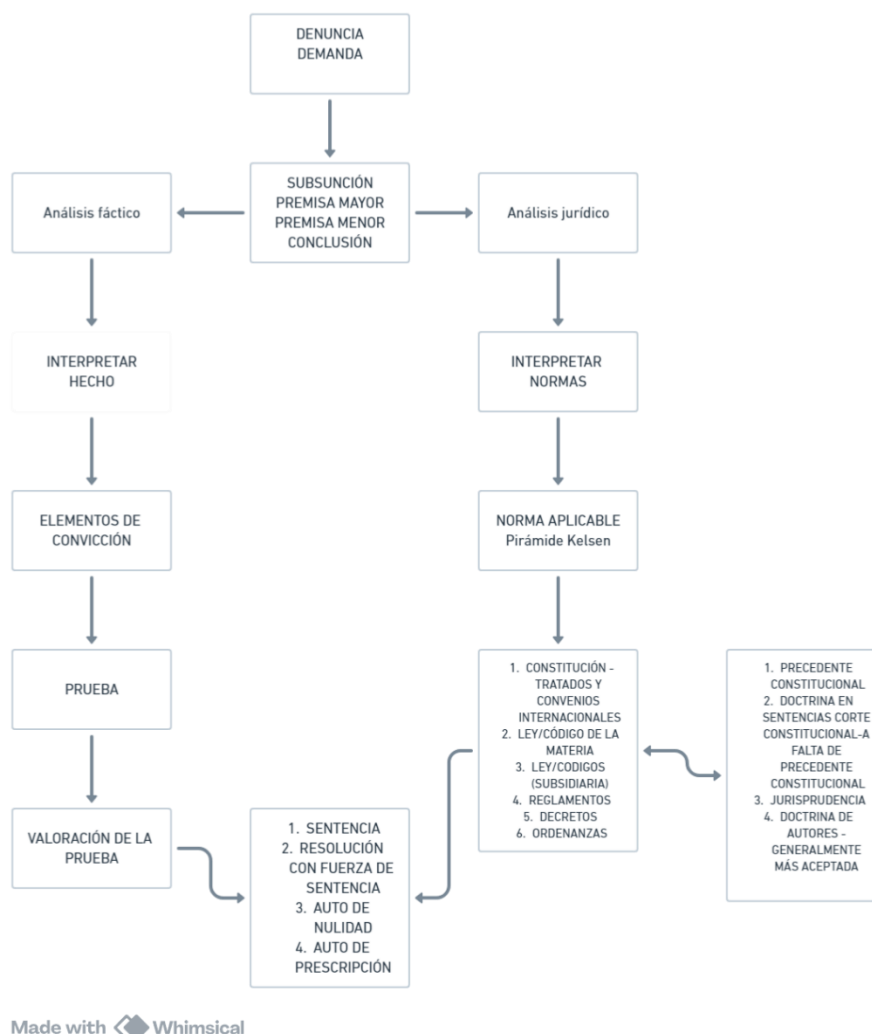 DENUNCIA
DEMANDA
SUBSUNCIÓN
PREMISA MAYOR
PREMISA MENOR
CONCLUSIÓN
Análisis fáctico
Análisis jurídico
INTERPRETAR
HECHO
INTERPRETAR
NORMAS
ELEMENTOS DE
CONVICCIÓN
NORMA APLICABLE
Pirámide Kelsen
PRUEBA
1. CONSTITUCIÓN -
TRATADOS Y
CONVENIOS
INTERNACIONALES
2. LEY/CÓDIGO DE LA
MATERIA
3. LEY/CODIGOS
(SUBSIDIARIA)
4. REGLAMENTOS
5. DECRETOS
6. ORDENANZAS
1. PRECEDENTE
CONSTITUCIONAL
2. DOCTRINA EN
SENTENCIAS CORTE
CONSTITUCIONAL-A
FALTA DE
PRECEDENTE
CONSTITUCIONAL
3. JURISPRUDENCIA
4. DOCTRINA DE
AUTORES -
GENERALMENTE
MÁS ACEPTADA
VALORACIÓN DE LA
PRUEBA
1. SENTENCIA
2. RESOLUCIÓN
CON FUERZA DE
SENTENCIA
3. AUTO DE
NULIDAD
4. AUTO DE
PRESCRIPCIÓN
Made with Whimsical